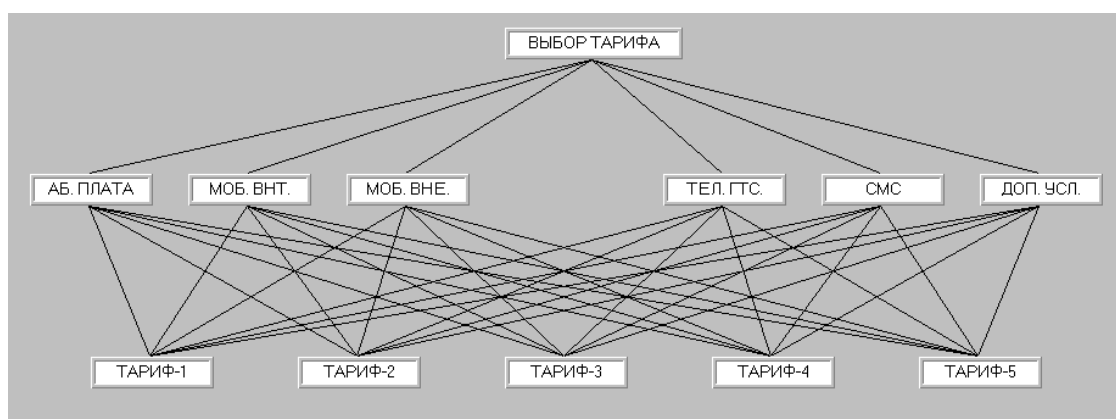 ВЫБОР ТАРИФА
АБ. ПЛАТА МОБ. ВНТ. МОБ. ВНЕ. ТЕЛ. ГТС. СМС ДОП. УСЛ.
ТАРИФ-1 ТАРИФ-2 ТАРИФ-3 ТАРИФ-4 ТАРИФ-5